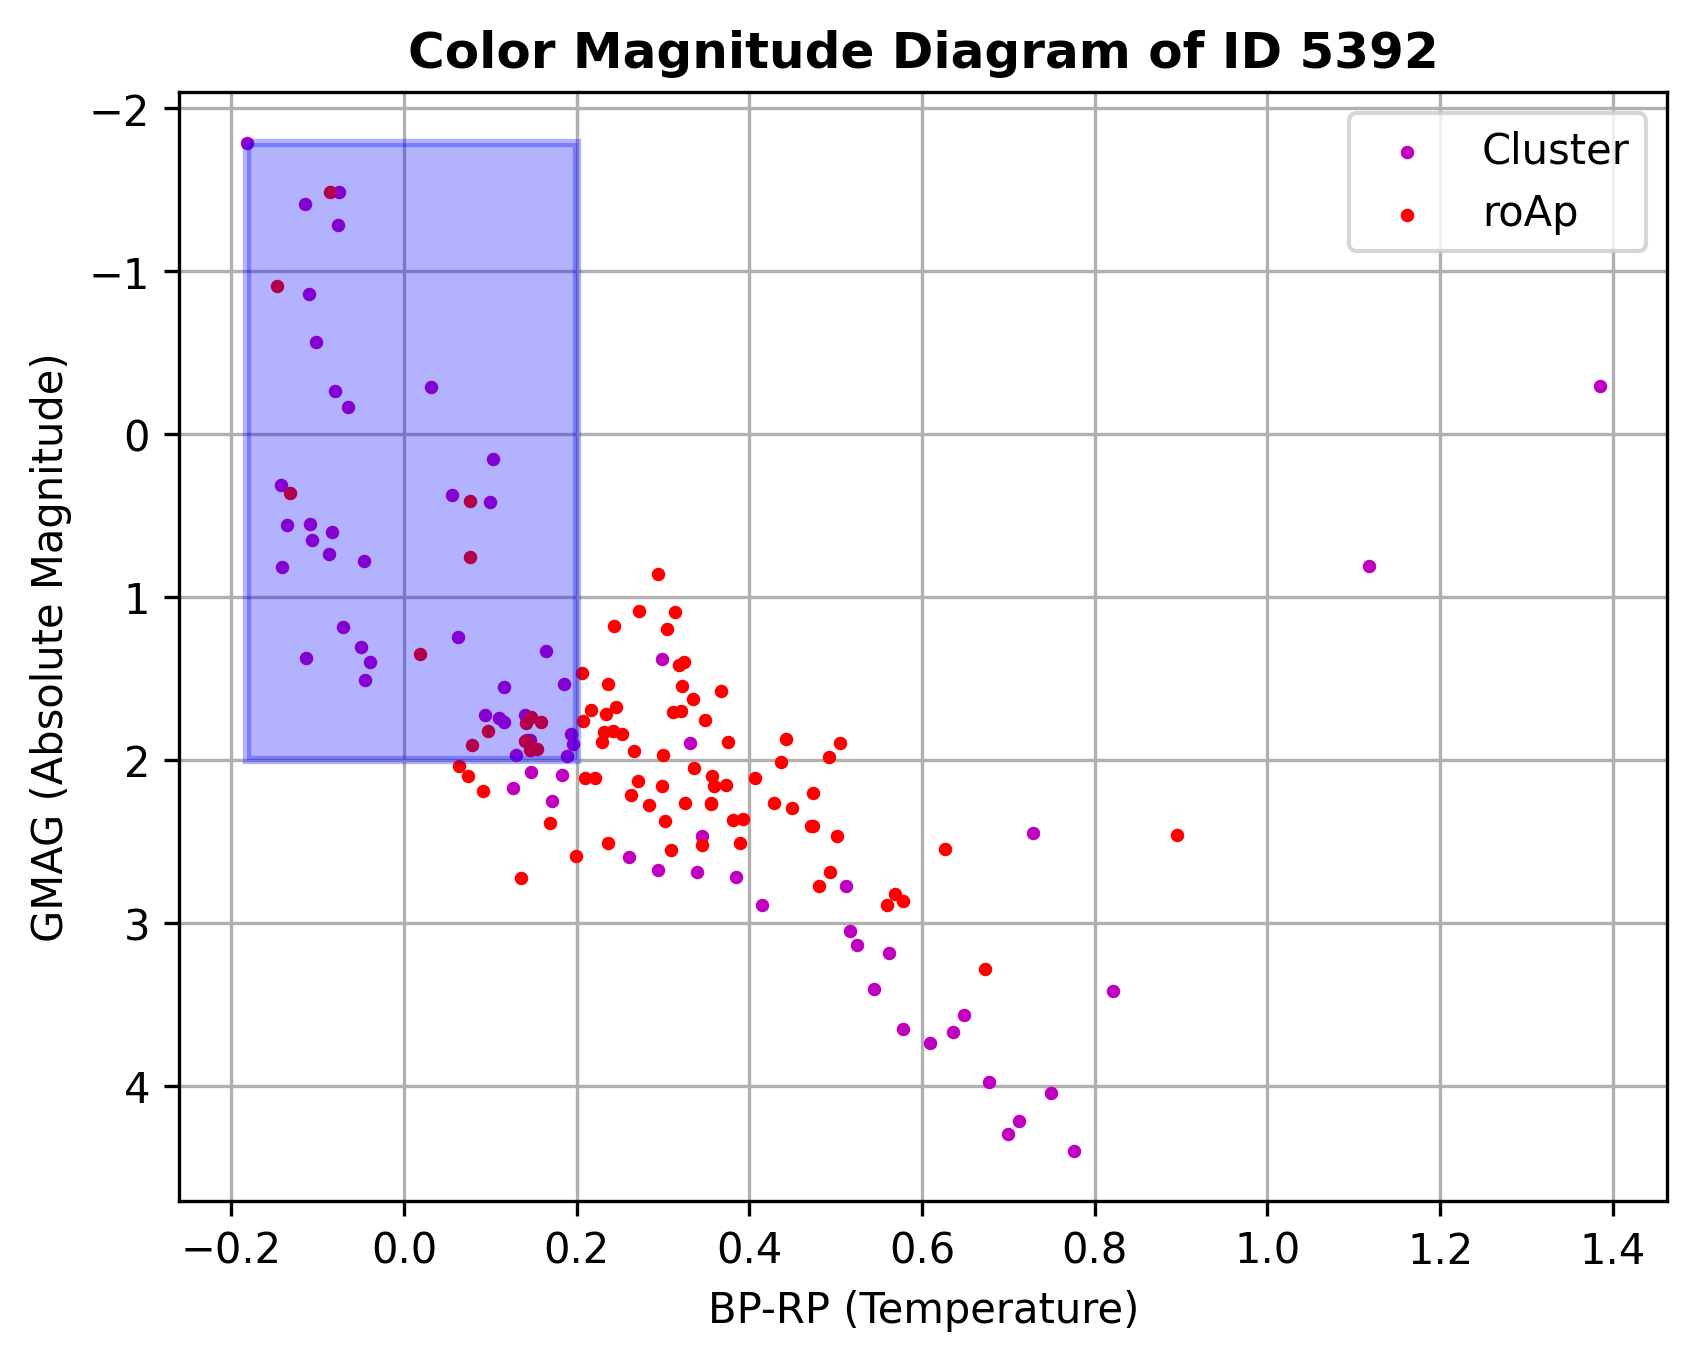 Color Magnitude Diagram of ID 5392
Cluster
roAp
GMAG (Absolute Magnitude)
−2
−1
0
1
2
3
4
−0.2 0.0 0.2 0.4 0.6 0.8 1.0 1.2 1.4
BP-RP (Temperature)